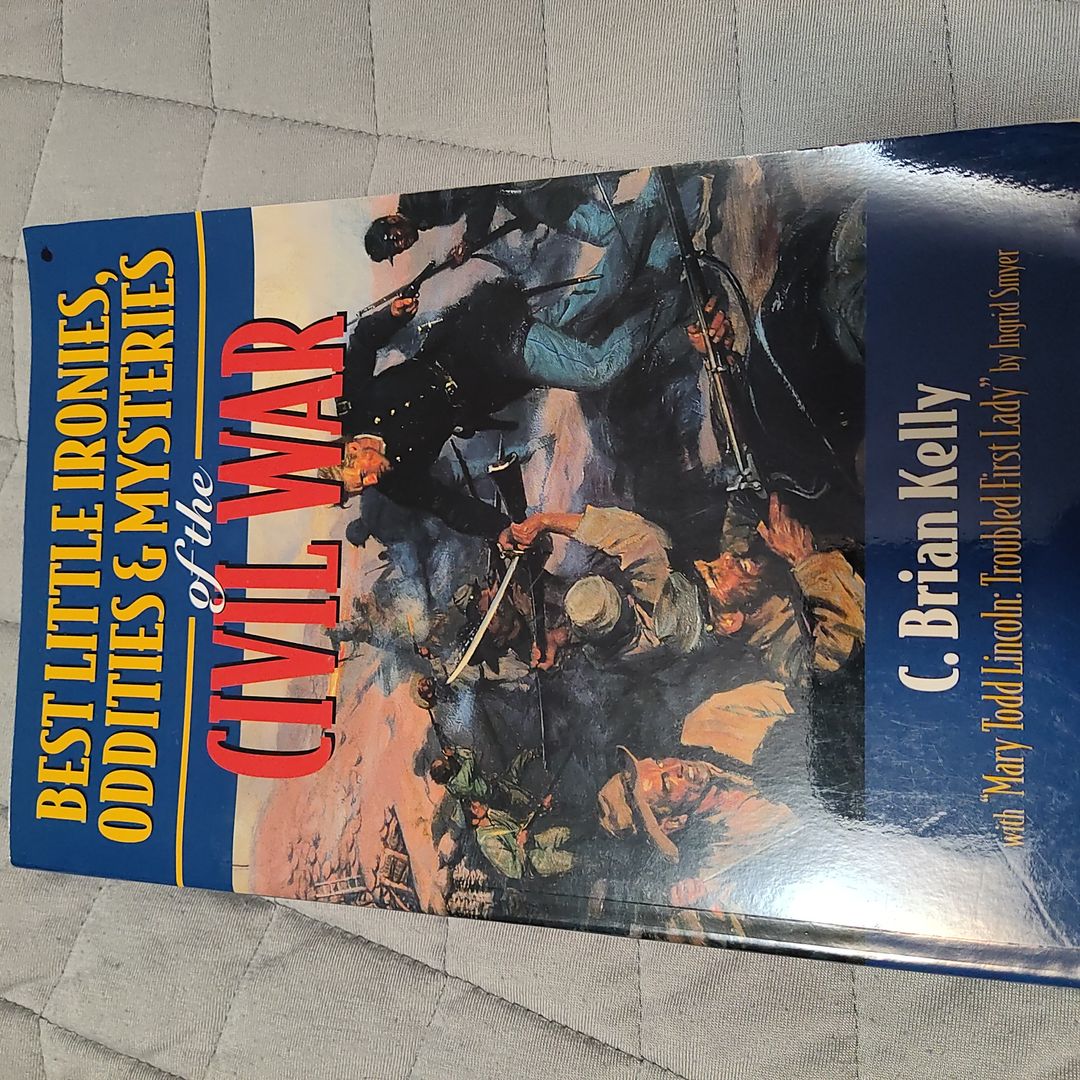 BEST LITTLE IRONIES,
ODDITIES & MYSTERIES
of the
CIVIL WAR
C. Brian Kelly
with “Mary Todd Lincoln: Troubled First Lady” by Ingrid Smyer